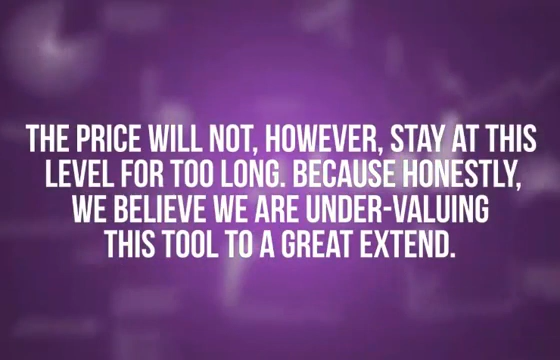 THE PRICE WILL NOT, HOWEVER, STAY AT THIS
LEVEL FOR TOO LONG. BECAUSE HONESTLY,
WE BELIEVE WE ARE UNDER-VALUING
THIS TOOL TO A GREAT EXTEND.